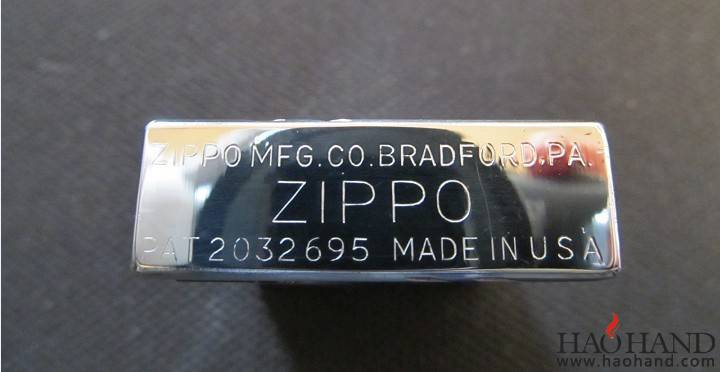 ZIPPO MFG.CO.BRADFORD,PA.
ZIPPO
PAT 2032695 MADE IN USA
HAOHAND
www.haohand.com